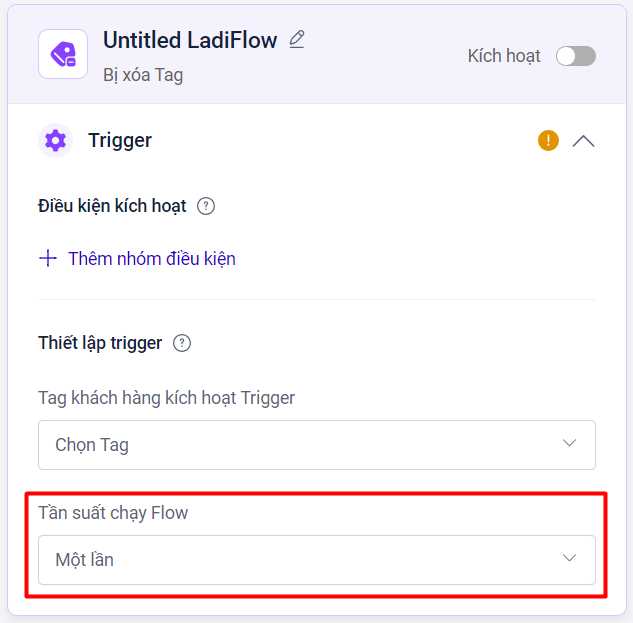 Untitled LadiFlow
Bị xóa Tag
Kích hoạt
Trigger
Điều kiện kích hoạt
Thêm nhóm điều kiện
Thiết lập trigger
Tag khách hàng kích hoạt Trigger
Chọn Tag
Tần suất chạy Flow
Một lần